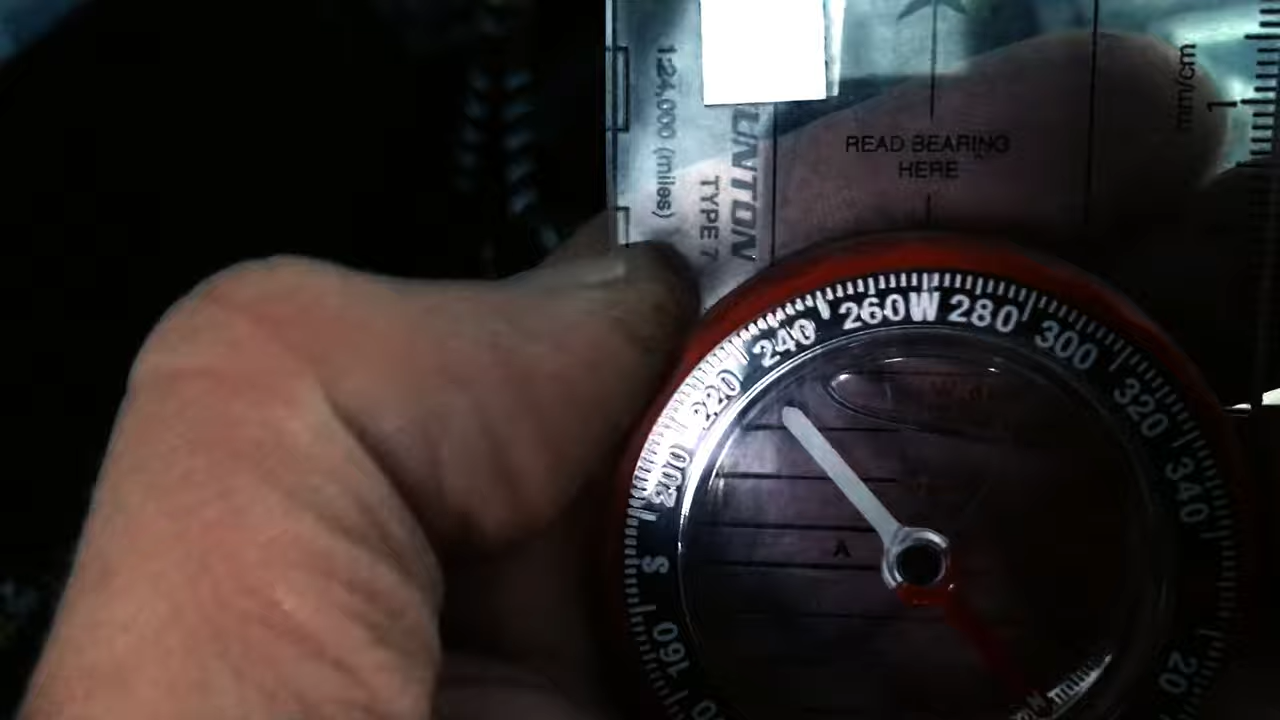 1:24,000 (miles)
UNTON
TYPE 7
READ BEARING
HERE
mm/cm
1
160
S
200
220
240
260
W
280
300
320
340
20